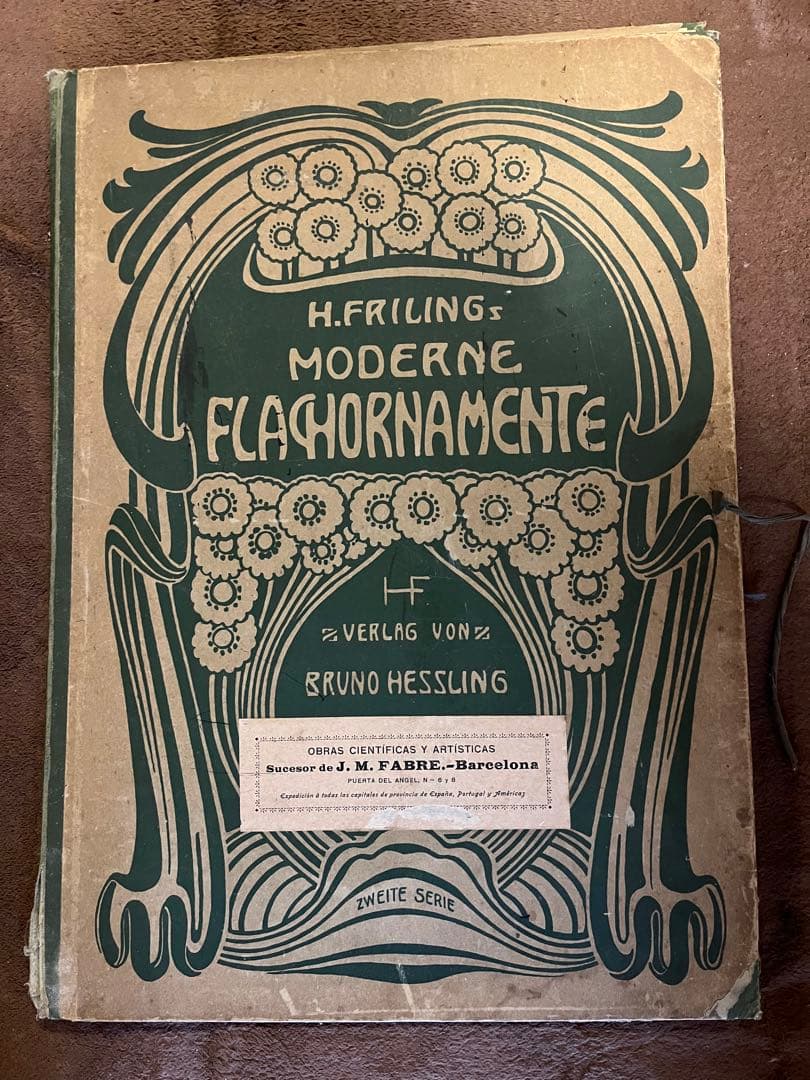 H. FRILINGS
MODERNE
FLACHORNAMENTE
HF
VERLAG VON
BRUNO HESSLING
OBRAS CIENTÍFICAS Y ARTÍSTICAS
Sucesor de J. M. FABRE.-Barcelona
PUERTA DEL ANGEL, N- 6 y 8
Expedición á todas las capitales de provincia de España, Portugal y Américas
ZWEITE SERIE